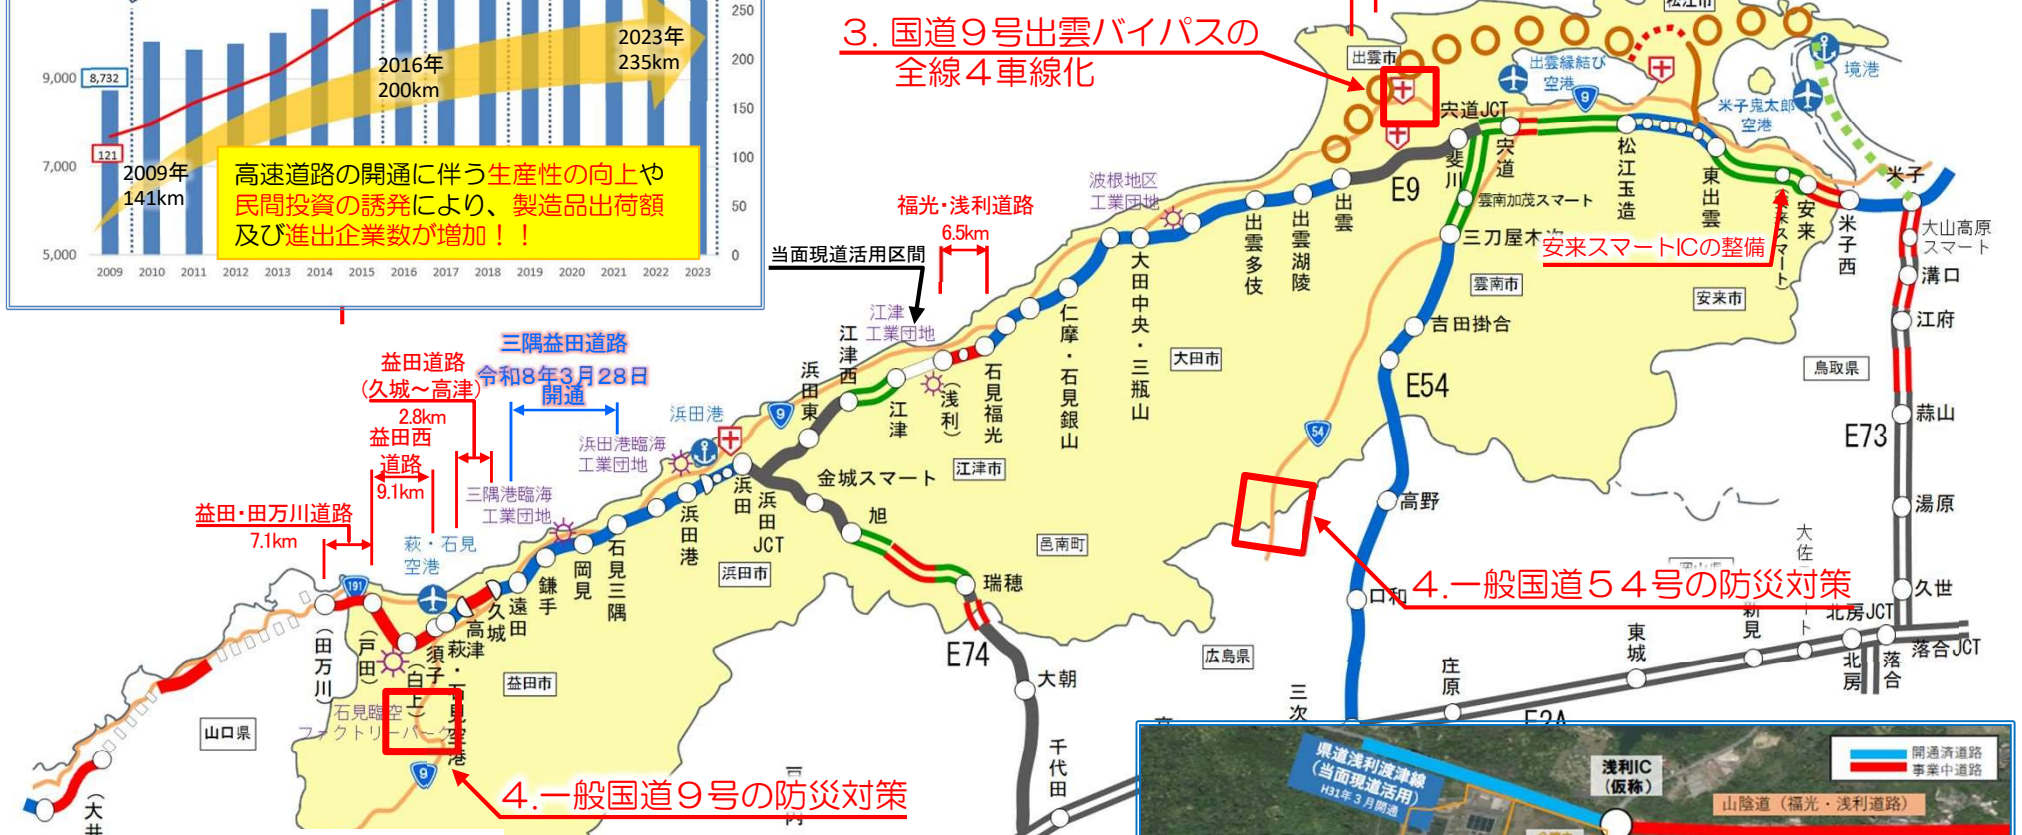 250
200
150
100
50
0
9,000
7,000
5,000
8,732
121
2009年
141km
2016年
200km
2023年
235km
高速道路の開通に伴う生産性の向上や
民間投資の誘発により、製造品出荷額
及び進出企業数が増加！！
2009 2010 2011 2012 2013 2014 2015 2016 2017 2018 2019 2020 2021 2022 2023
3. 国道9号出雲バイパスの
全線4車線化
松江市
出雲市
出雲縁結び
空港
9
境港
米子鬼太郎
空港
宍道JCT
斐川
宍道
松江玉造
東出雲
安来
(安来スマート)
米子西
米子
大山高原
スマート
溝口
江府
鳥取県
蒜山
E73
湯原
久世
北房JCT
落合JCT
落合
北房
大佐
ート
新見
東城
庄原
三次
E2A
安来スマートICの整備
安来市
雲南市
雲南加茂スマート
三刀屋木次
吉田掛合
E54
54
高野
口和
4.一般国道54号の防災対策
広島県
E9
出雲
出雲湖陵
出雲多伎
波根地区
工業団地
大田中央・三瓶山
大田市
仁摩・石見銀山
石見福光
福光・浅利道路
6.5km
当面現道活用区間
(浅利)
江津
工業団地
江津
江津西
江津市
浜田東
9
浜田港
浜田港臨海
工業団地
浜田
浜田JCT
浜田港
浜田市
金城スマート
旭
瑞穂
邑南町
E74
大朝
千代田
三隅益田道路
令和8年3月28日
開通
三隅港臨海
工業団地
石見三隅
岡見
鎌手
遠田
久城
高津
萩・石見空港
須子
(白上)
(戸田)
(田万川)
益田道路
(久城～高津)
2.8km
益田西
道路
9.1km
益田・田万川道路
7.1km
191
萩・石見
空港
益田市
石見臨空
ファクトリーパーク
9
4.一般国道9号の防災対策
山口県
(大井
県道浅利渡津線
(当面現道活用)
H31年3月開通
浅利IC
(仮称)
開通済道路
事業中道路
山陰道（福光・浅利道路）